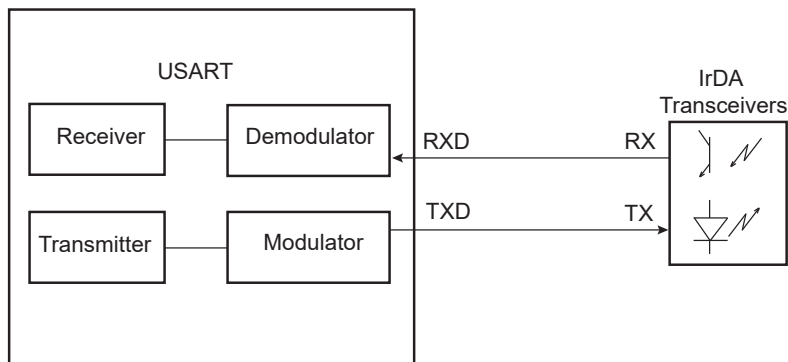 USART
IrDA
Transceivers
Receiver
Demodulator
RXD
RX
Transmitter
Modulator
TXD
TX